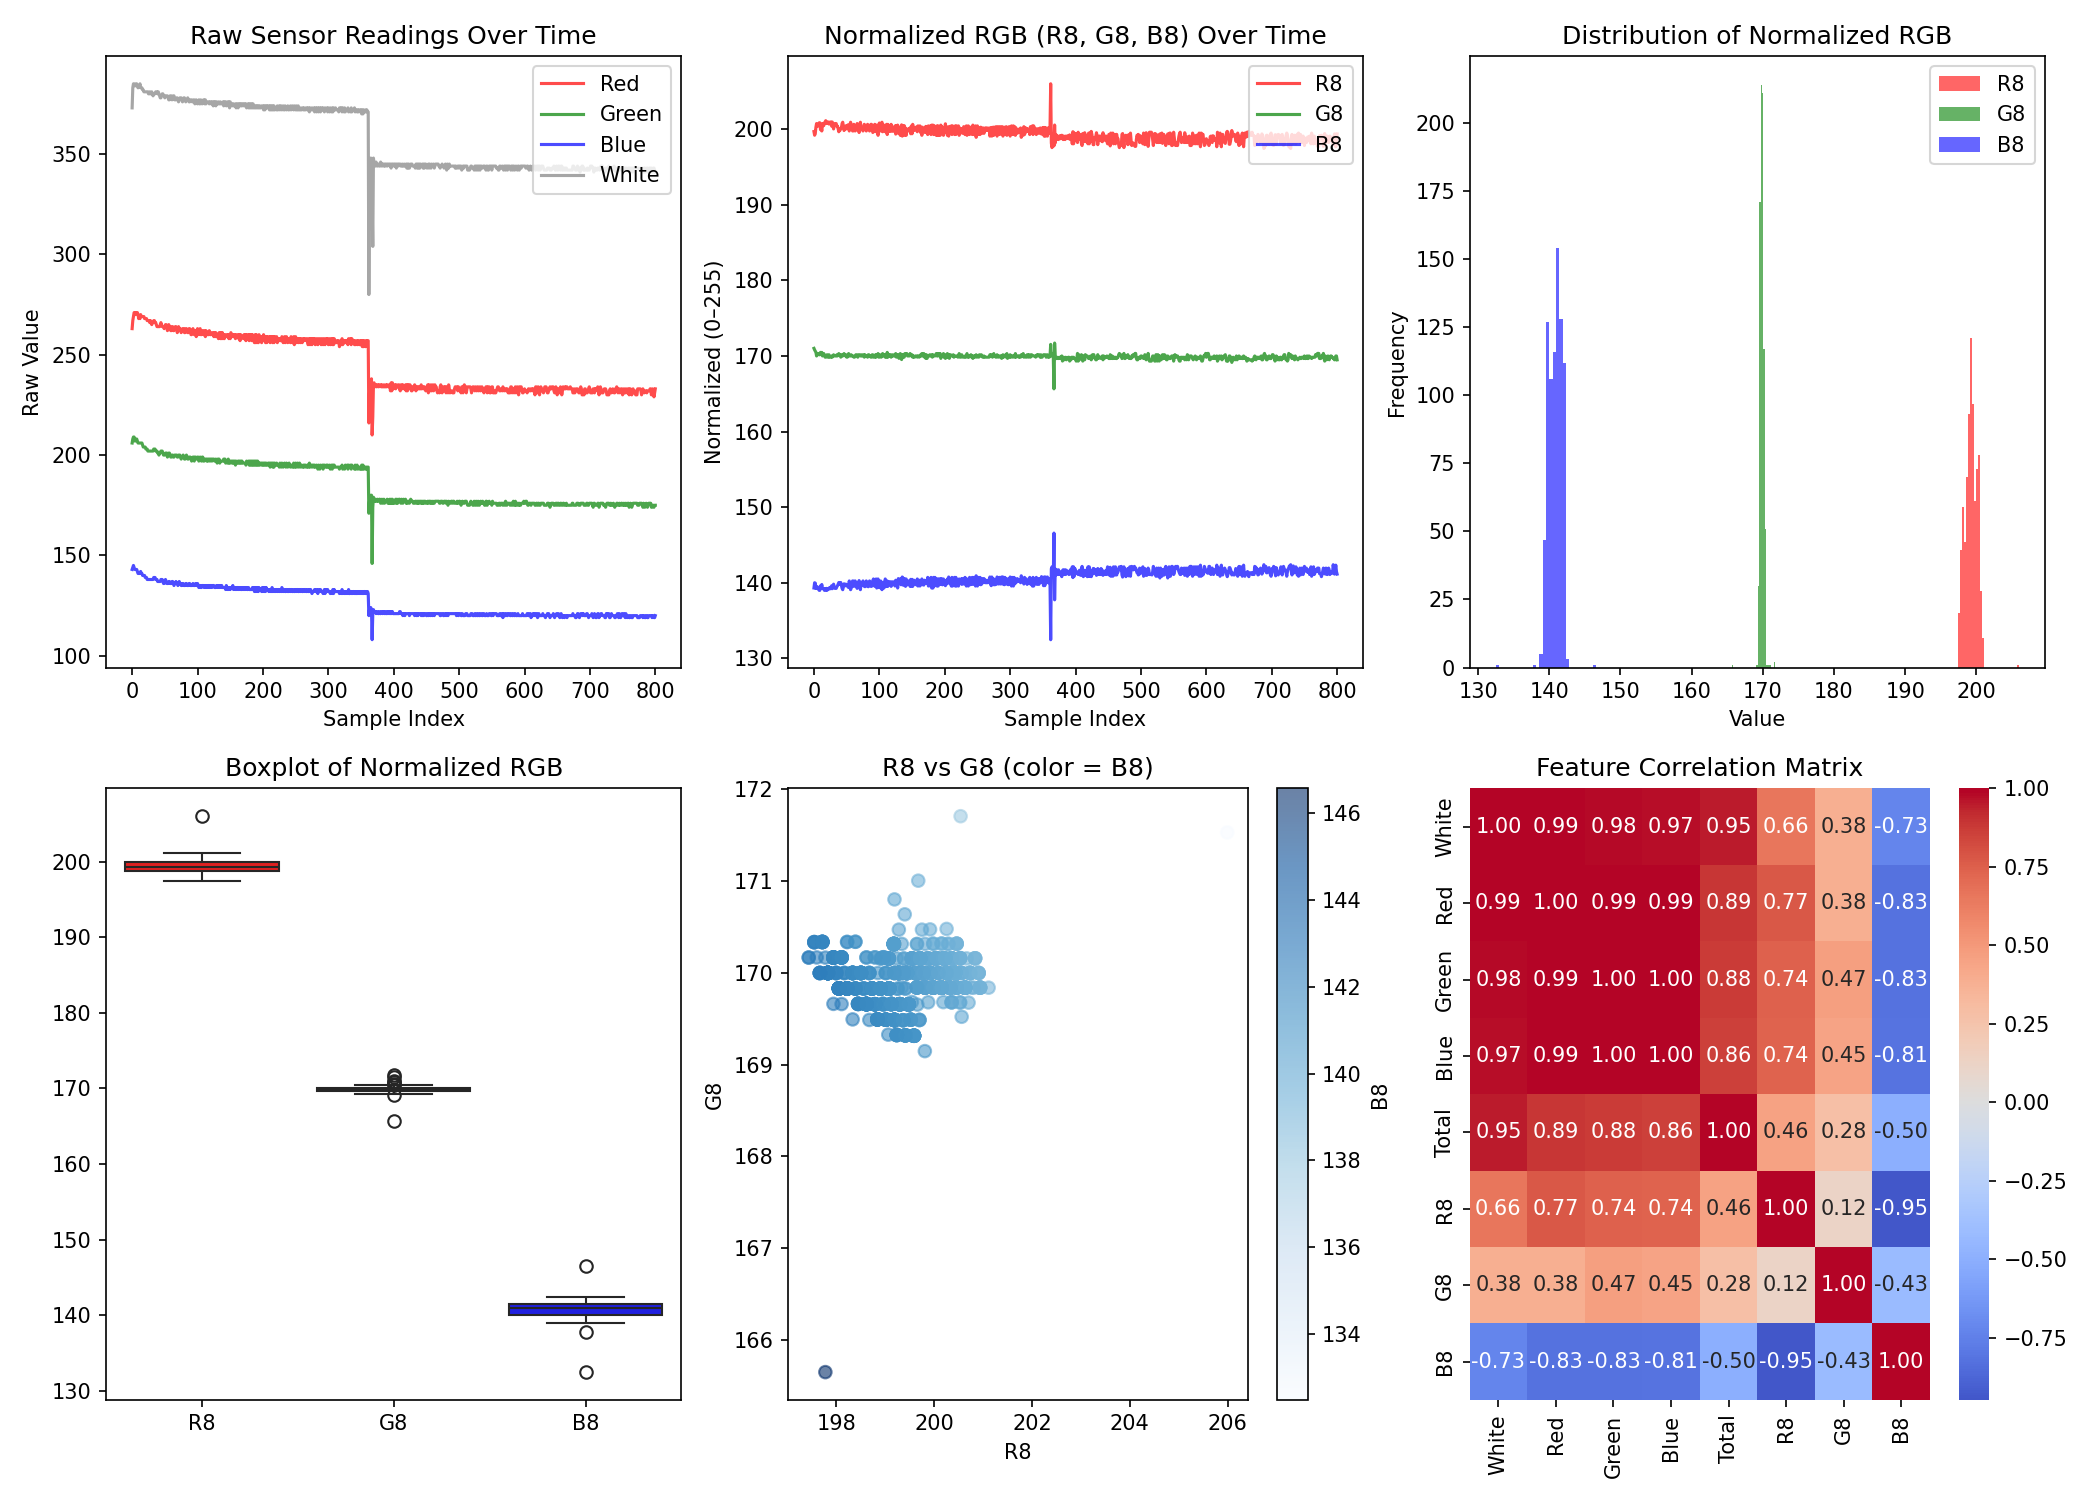 Raw Sensor Readings Over Time
Raw Value
350
300
250
200
150
100
0 100 200 300 400 500 600 700 800
Sample Index
Red
Green
Blue
White
Normalized RGB (R8, G8, B8) Over Time
Normalized (0–255)
200
190
180
170
160
150
140
130
0 100 200 300 400 500 600 700 800
Sample Index
R8
G8
B8
Distribution of Normalized RGB
Frequency
200
175
150
125
100
75
50
25
0
130 140 150 160 170 180 190 200
Value
R8
G8
B8
Boxplot of Normalized RGB
200
190
180
170
160
150
140
130
R8 G8 B8
R8 vs G8 (color = B8)
G8
172
171
170
169
168
167
166
198 200 202 204 206
R8
146
144
142
140
138
136
134
B8
Feature Correlation Matrix
White 1.00 0.99 0.98 0.97 0.95 0.66 0.38 -0.73
Red 0.99 1.00 0.99 0.99 0.89 0.77 0.38 -0.83
Green 0.98 0.99 1.00 1.00 0.88 0.74 0.47 -0.83
Blue 0.97 0.99 1.00 1.00 0.86 0.74 0.45 -0.81
Total 0.95 0.89 0.88 0.86 1.00 0.46 0.28 -0.50
R8 0.66 0.77 0.74 0.74 0.46 1.00 0.12 -0.95
G8 0.38 0.38 0.47 0.45 0.28 0.12 1.00 -0.43
B8 -0.73 -0.83 -0.83 -0.81 -0.50 -0.95 -0.43 1.00
White Red Green Blue Total R8 G8 B8
1.00
0.75
0.50
0.25
0.00
−0.25
−0.50
−0.75